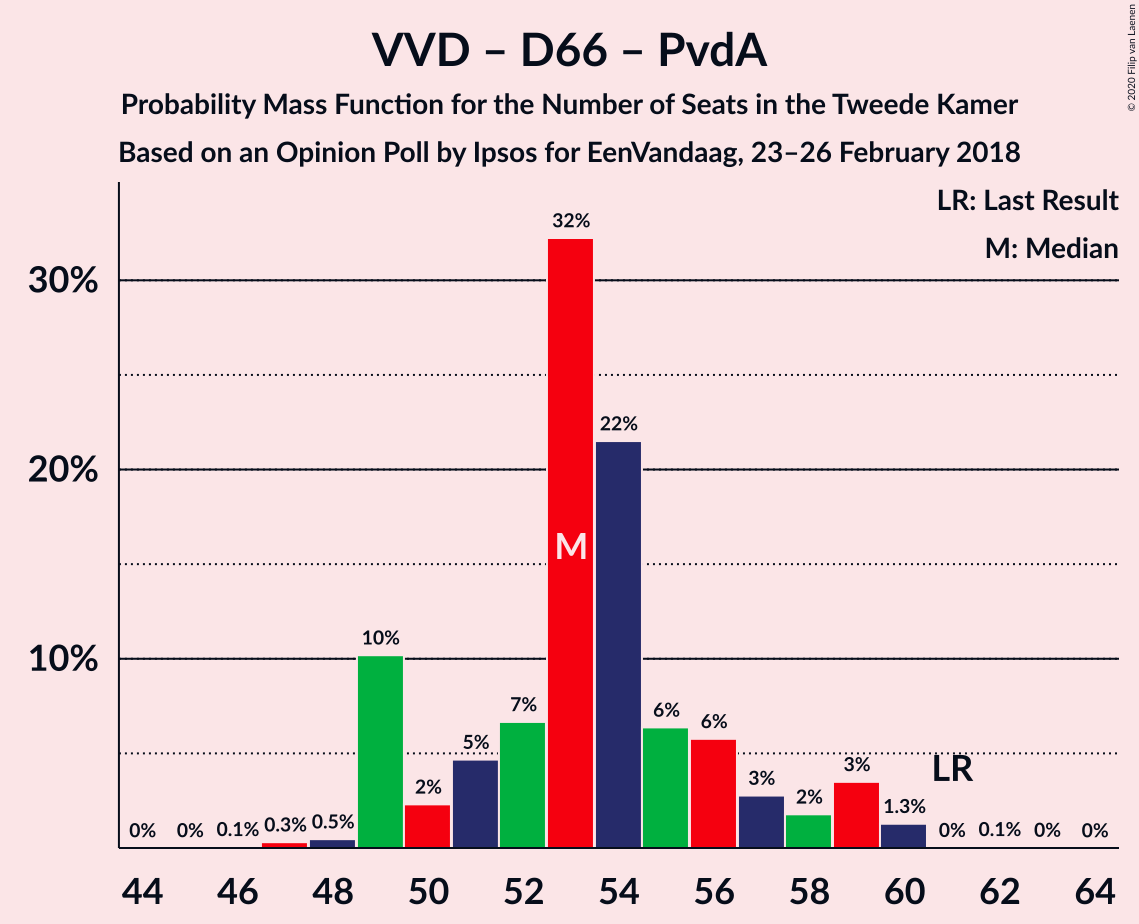 VVD – D66 – PvdA
Probability Mass Function for the Number of Seats in the Tweede Kamer
Based on an Opinion Poll by Ipsos for EenVandaag, 23–26 February 2018
© 2020 Filip van Laenen
LR: Last Result
M: Median
32%
30%
22%
20%
M
10%
10%
7%
6%
6%
5%
LR
3%
3%
2%
2%
1.3%
0% 0% 0.1% 0.3% 0.5% 0% 0.1% 0% 0%
44 46 48 50 52 54 56 58 60 62 64